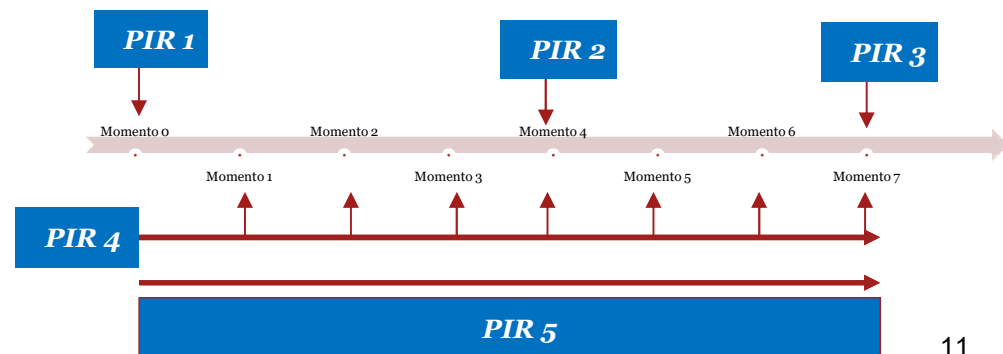 PIR 1
PIR 2
PIR 3
Momento 0
Momento 2
Momento 4
Momento 6
Momento 1
Momento 3
Momento 5
Momento 7
PIR 4
PIR 5
11